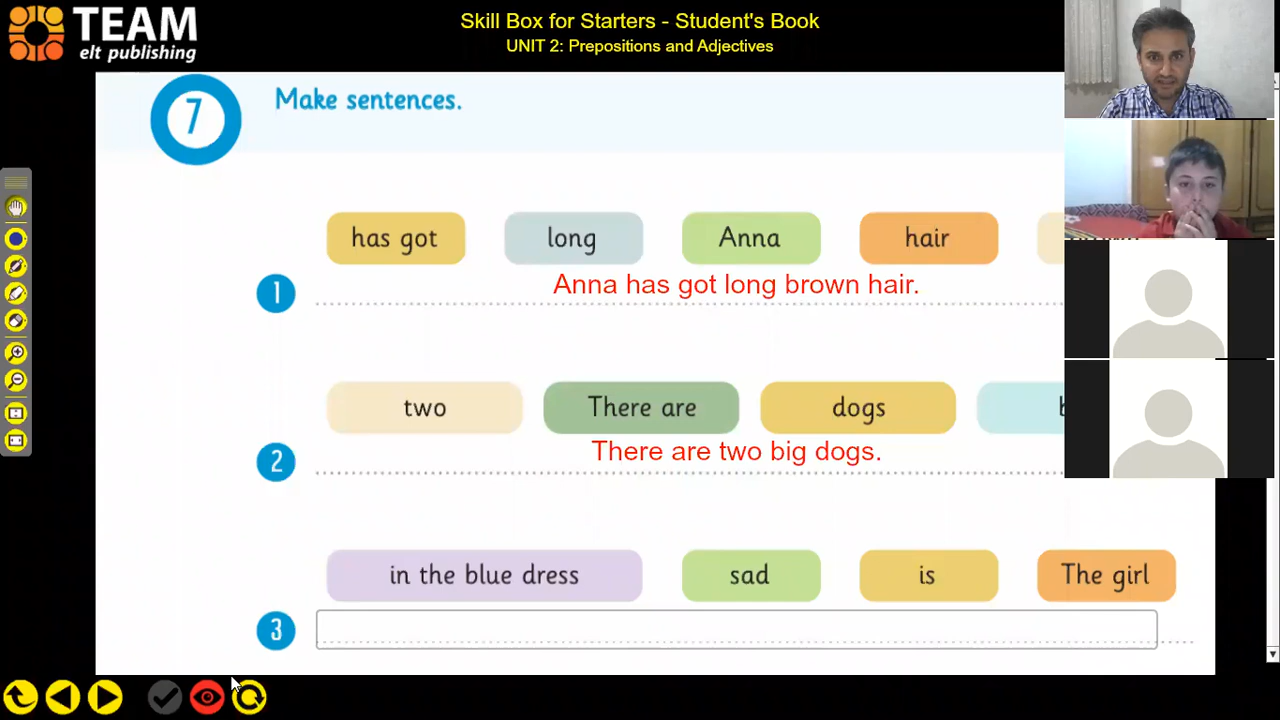 TEAM
elt publishing
Skill Box for Starters - Student's Book
UNIT 2: Prepositions and Adjectives
7 Make sentences.
has got long Anna hair
1 Anna has got long brown hair.
two There are dogs
2 There are two big dogs.
in the blue dress sad is The girl
3